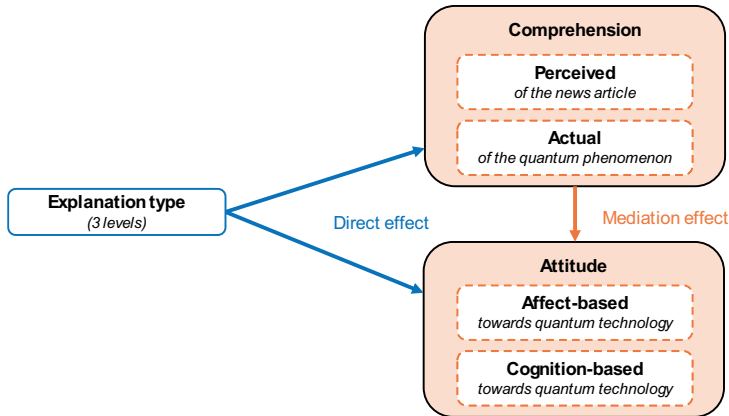 Comprehension
Perceived
of the news article
Actual
of the quantum phenomenon
Explanation type
(3 levels)
Direct effect
Mediation effect
Attitude
Affect-based
towards quantum technology
Cognition-based
towards quantum technology